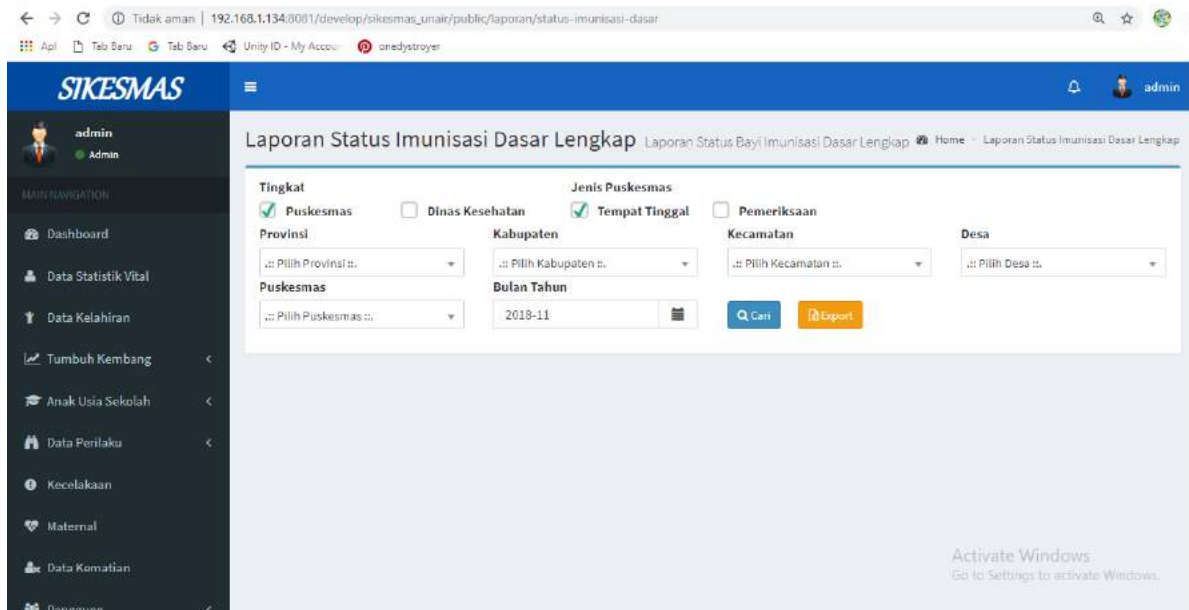 Tidak aman | 192.168.1.134:8081/develop/sikesmas_unair/public/laporan/status-imunisasi-dasar
Apl Tab Baru Tab Baru Unity ID - My Accou onedystroyer
SIKESMAS
admin
admin
Admin
Laporan Status Imunisasi Dasar Lengkap Laporan Status Bayi Imunisasi Dasar Lengkap Home Laporan Status Imunisasi Dasar Lengkap
MAIN NAVIGATION
Tingkat Jenis Puskesmas
Puskesmas Dinas Kesehatan Tempat Tinggal Pemeriksaan
Provinsi Kabupaten Kecamatan Desa
.:: Pilih Provinsi ::. .:: Pilih Kabupaten ::. .:: Pilih Kecamatan ::. .:: Pilih Desa ::.
Puskesmas Bulan Tahun
.:: Pilih Puskesmas ::. 2018-11 Cari Export
Dashboard
Data Statistik Vital
Data Kelahiran
Tumbuh Kembang
Anak Usia Sekolah
Data Perilaku
Kecelakaan
Maternal
Data Kematian
Activate Windows
Go to Settings to activate Windows.